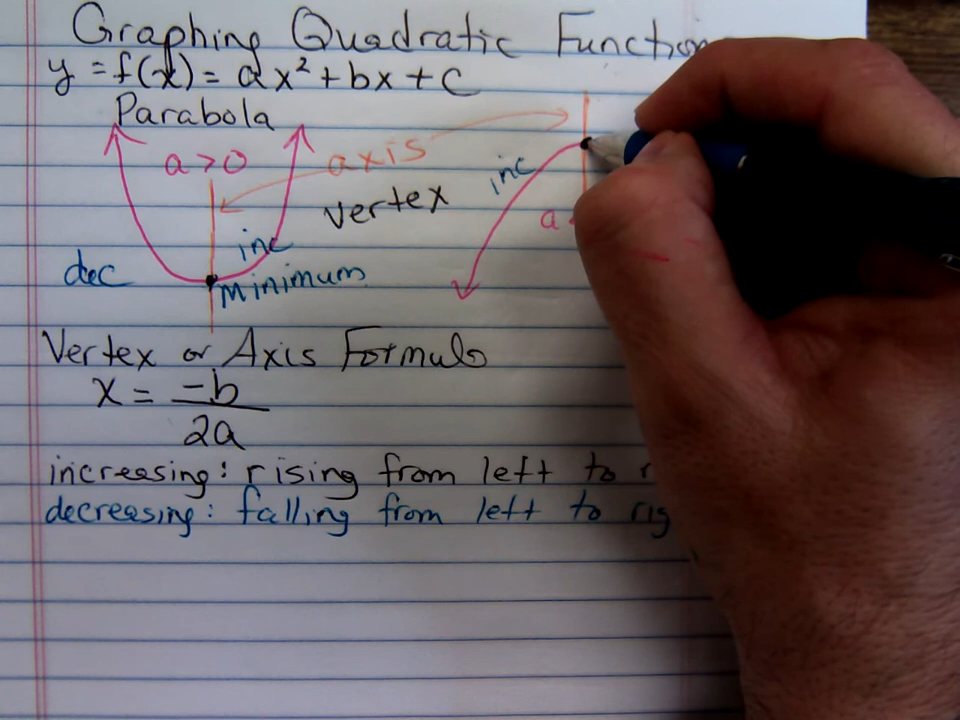 Graphing Quadratic Function
y = f(x) = ax² + bx + c
Parabola
a > 0
axis
inc
vertex
a
inc
dec
minimum
Vertex or Axis Formula
x = -b
2a
increasing: rising from left to
decreasing: falling from left to